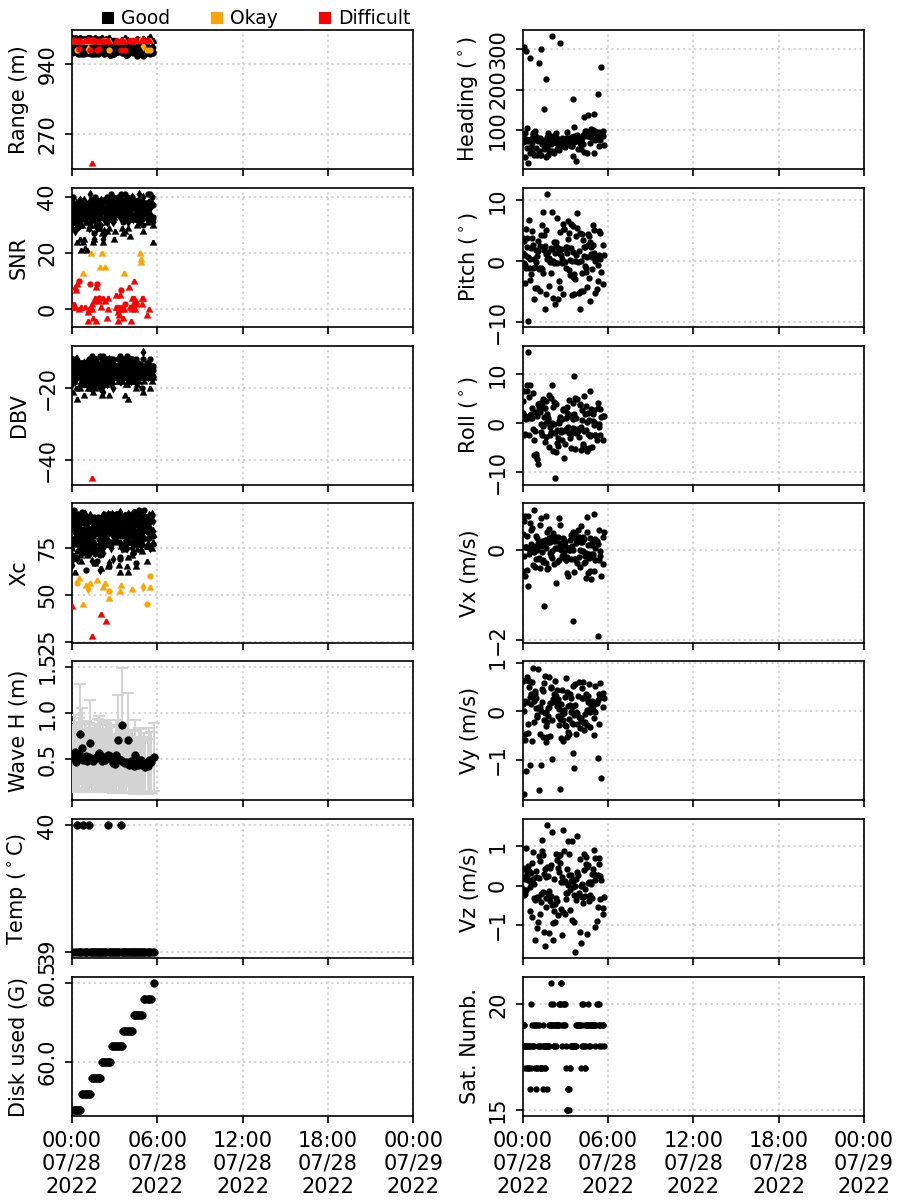 Good Okay Difficult
Range (m)
940
270
Heading (°)
300
200
100
SNR
40
20
0
Pitch (°)
10
0
−10
DBV
−20
−40
Roll (°)
10
0
−10
Xc
75
50
25
Vx (m/s)
0
−2
Wave H (m)
1.5
1.0
0.5
Vy (m/s)
1
0
−1
Temp (°C)
40
39
Vz (m/s)
1
0
−1
Disk used (G)
60.5
60.0
Sat. Numb.
20
15
00:00 06:00 12:00 18:00 00:00
07/28 07/28 07/28 07/28 07/29
2022 2022 2022 2022 2022
00:00 06:00 12:00 18:00 00:00
07/28 07/28 07/28 07/28 07/29
2022 2022 2022 2022 2022